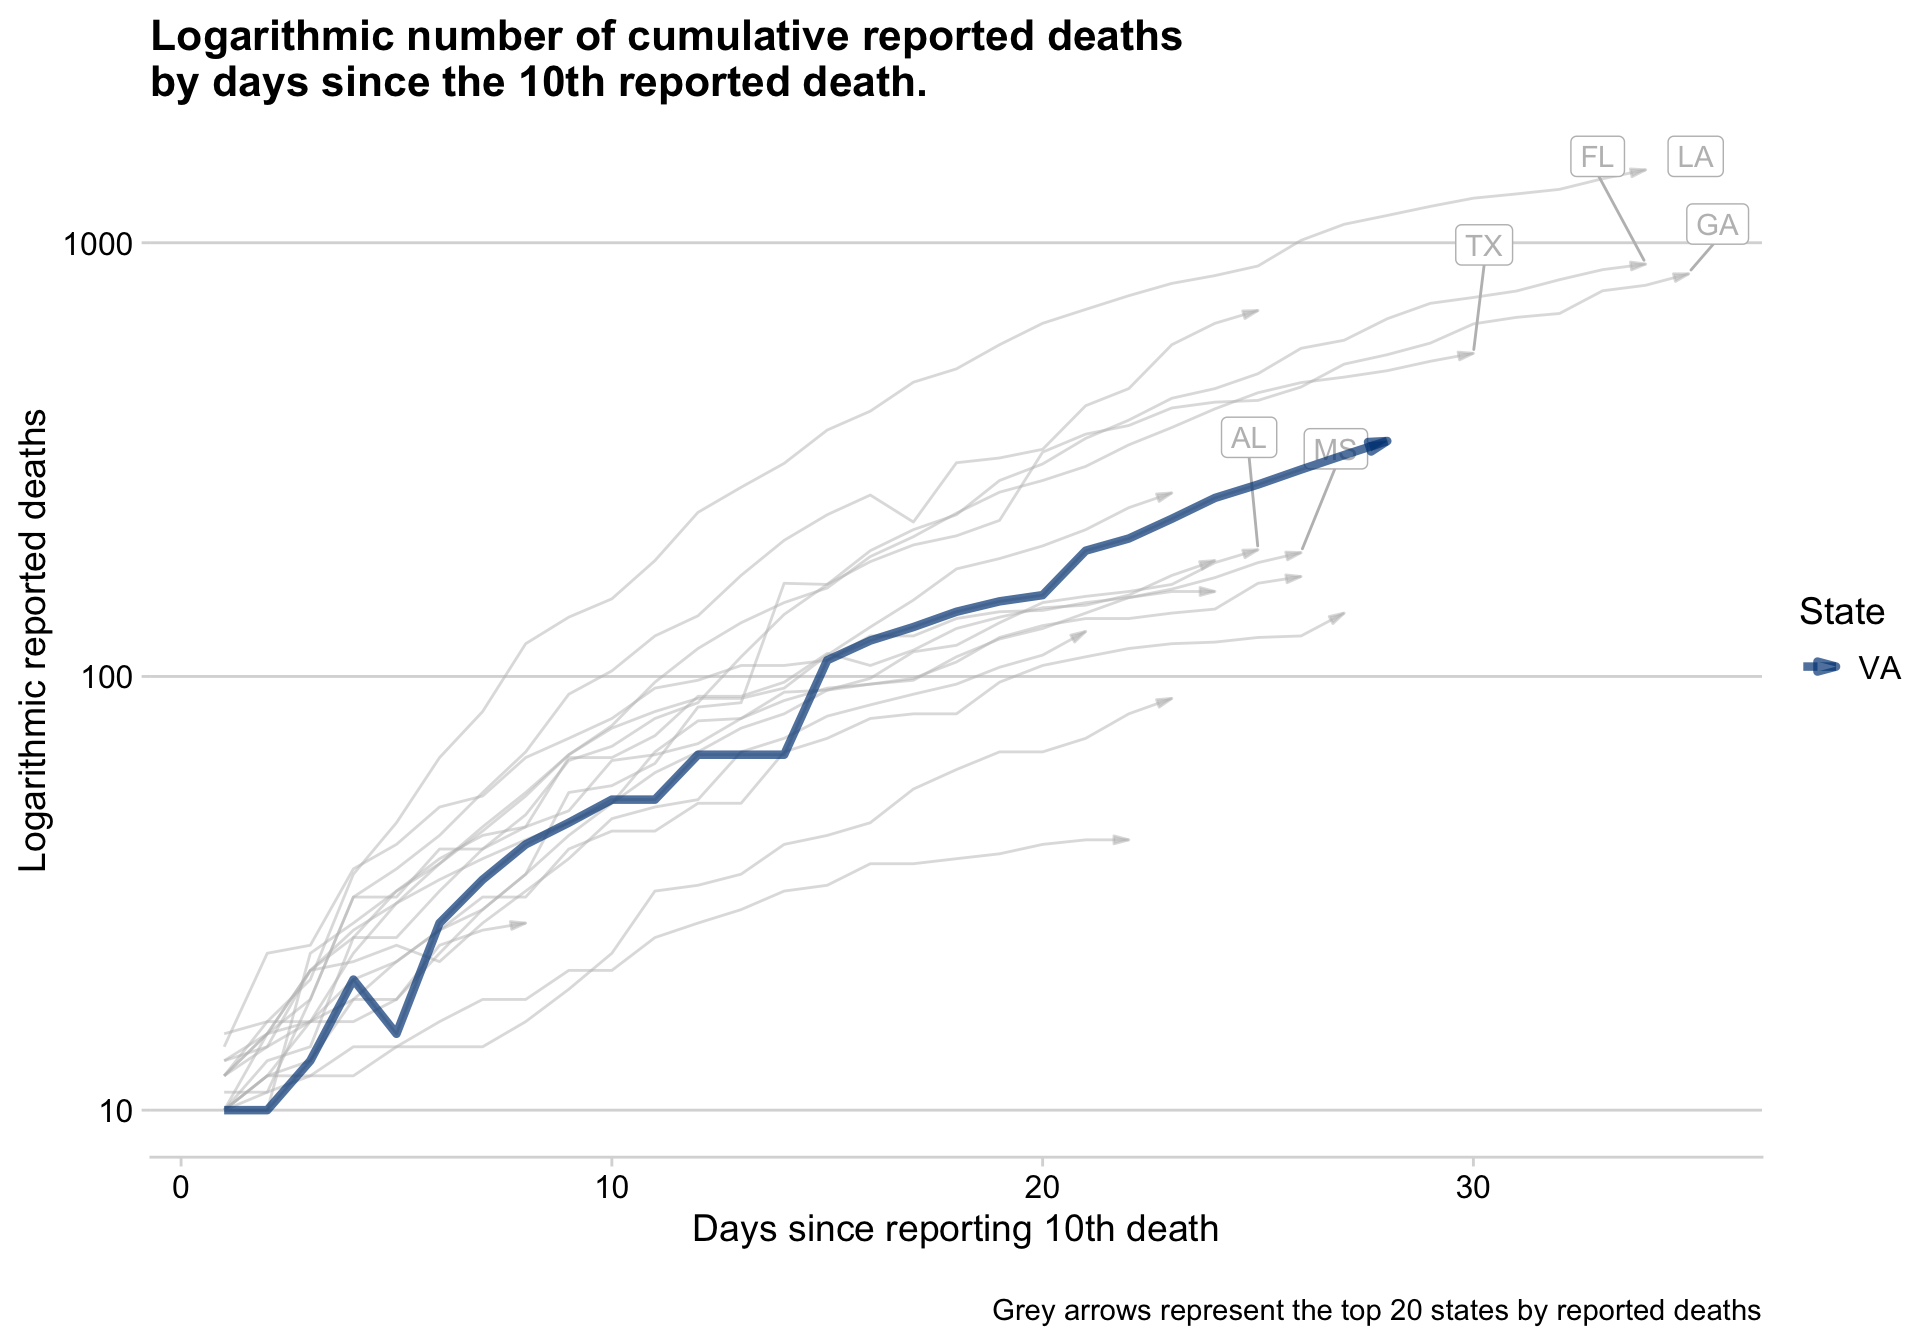 Logarithmic number of cumulative reported deaths
by days since the 10th reported death.
FL
LA
GA
TX
AL
MS
1000
100
10
Logarithmic reported deaths
0
10
20
30
Days since reporting 10th death
State
VA
Grey arrows represent the top 20 states by reported deaths